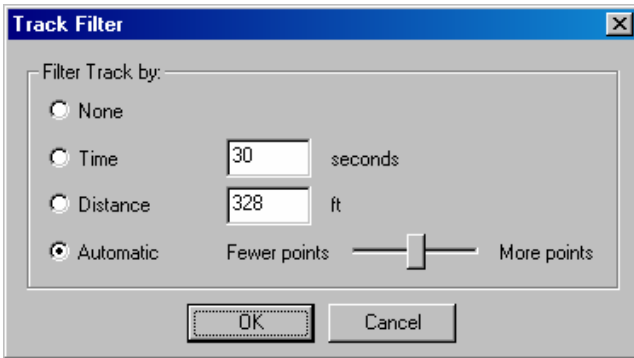 Track Filter
Filter Track by:
None
Time 30 seconds
Distance 328 ft
Automatic Fewer points More points
OK Cancel